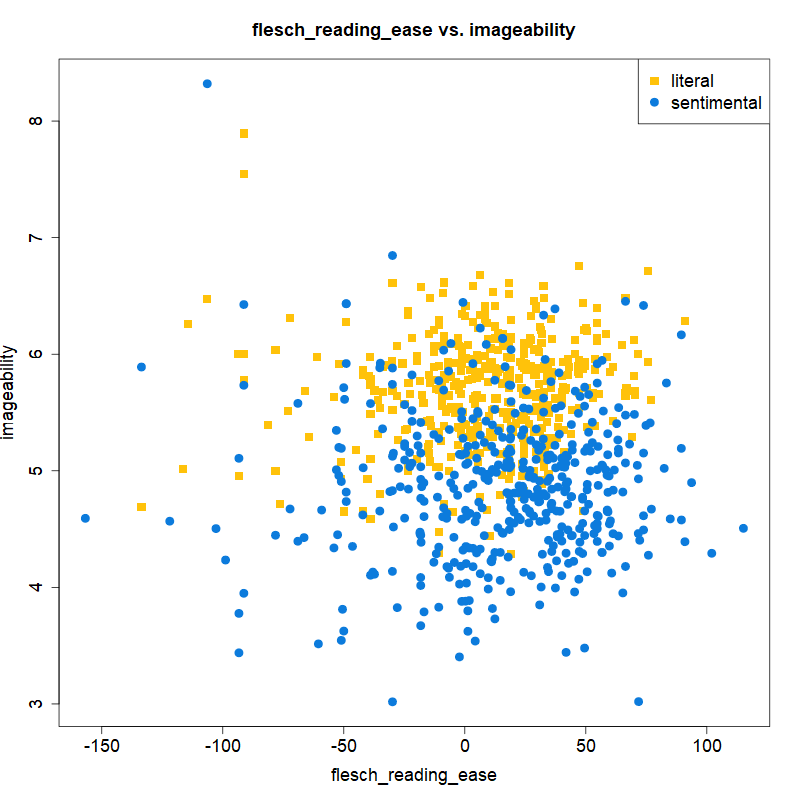 flesch_reading_ease vs. imageability
literal
sentimental
imageability
8
7
6
5
4
3
-150
-100
-50
0
50
100
flesch_reading_ease